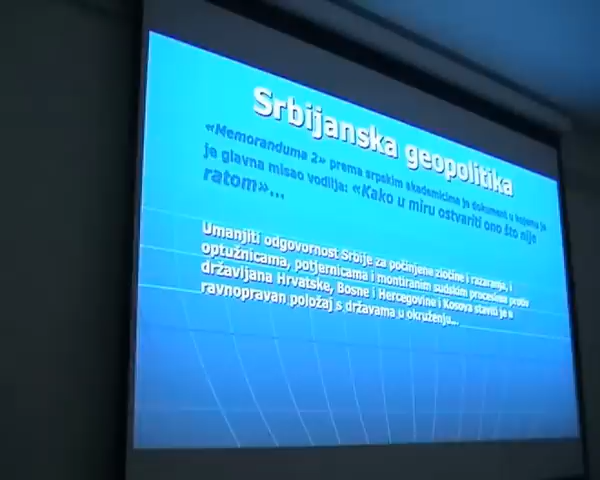 Srbijanska geopolitika
«Memoranduma 2» prema srpskim akademicima je dokument u kojemu je
je glavna misao vodilja: «Kako u miru ostvariti ono što nije
ratom»...
Umanjiti odgovornost Srbije za počinjene zločine i razaranja, i
optužnicama, potjernicama i montiranim sudskim procesima protiv
državljana Hrvatske, Bosne i Hercegovine i Kosova staviti je u
ravnopravan položaj s državama u okruženju...